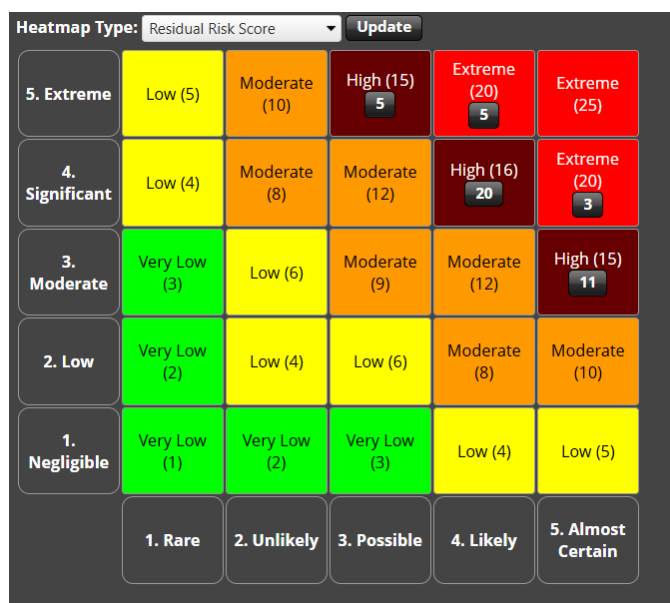 Heatmap Type: Residual Risk Score Update
5. Extreme
Low (5)
Moderate
(10)
High (15)
5
Extreme
(20)
5
Extreme
(25)
4.
Significant
Low (4)
Moderate
(8)
Moderate
(12)
High (16)
20
Extreme
(20)
3
3.
Moderate
Very Low
(3)
Low (6)
Moderate
(9)
Moderate
(12)
High (15)
11
2. Low
Very Low
(2)
Low (4)
Low (6)
Moderate
(8)
Moderate
(10)
1.
Negligible
Very Low
(1)
Very Low
(2)
Very Low
(3)
Low (4)
Low (5)
1. Rare
2. Unlikely
3. Possible
4. Likely
5. Almost
Certain